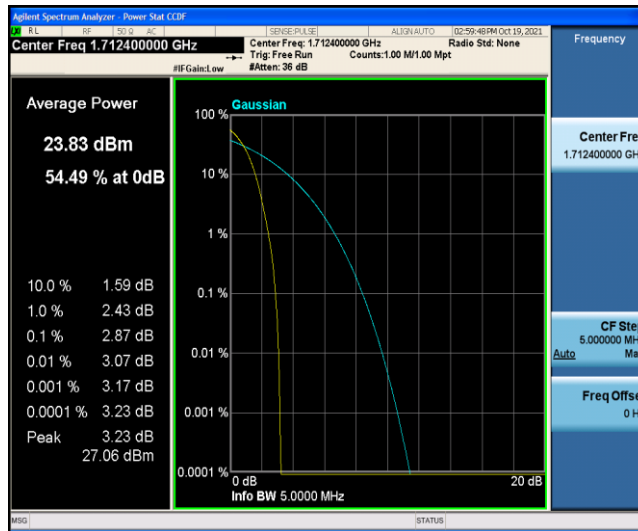 Agilent Spectrum Analyzer - Power Stat CCDF
RL RF 50 Ω AC SENSE:PULSE ALIGN AUTO 02:59:48 PM Oct 19, 2021
Center Freq 1.712400000 GHz
Center Freq: 1.712400000 GHz Radio Std: None
Trig: Free Run Counts:1.00 M/1.00 Mpt
#IFGain:Low #Atten: 36 dB
Frequency
Average Power
23.83 dBm
54.49 % at 0dB
10.0 % 1.59 dB
1.0 % 2.43 dB
0.1 % 2.87 dB
0.01 % 3.07 dB
0.001 % 3.17 dB
0.0001 % 3.23 dB
Peak 3.23 dB
27.06 dBm
Gaussian
100 %
10 %
1 %
0.1 %
0.01 %
0.001 %
0.0001 %
0 dB 20 dB
Info BW 5.0000 MHz
Center Fre
1.712400000 GH
CF Ste
5.000000 MH
Auto Ma
Freq Offse
0 H
MSG STATUS